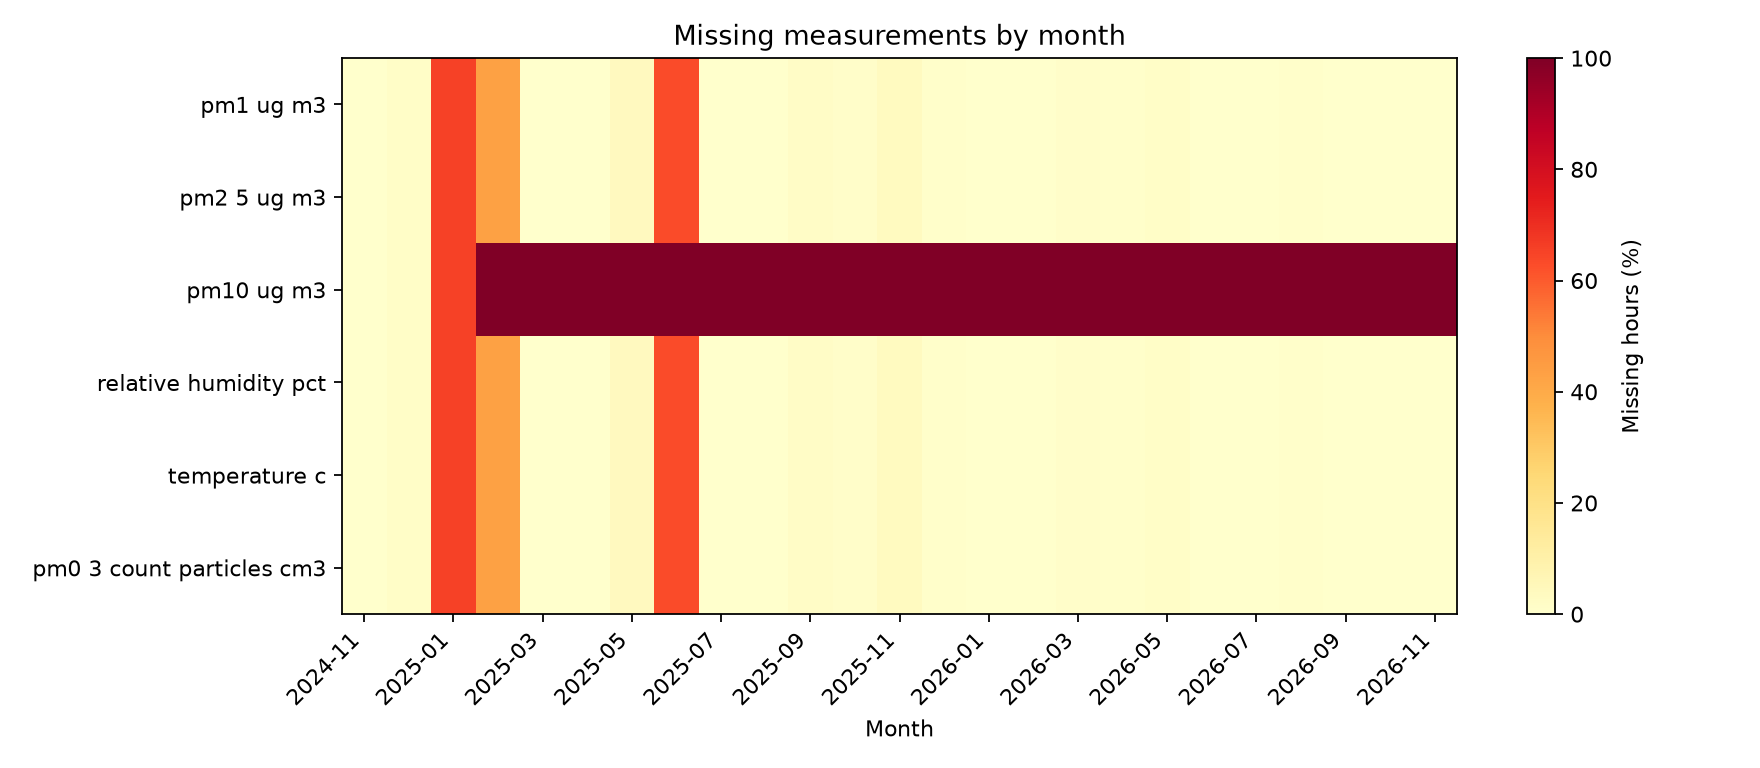 Missing measurements by month
pm1 ug m3
pm2 5 ug m3
pm10 ug m3
relative humidity pct
temperature c
pm0 3 count particles cm3
2024-11
2025-01
2025-03
2025-05
2025-07
2025-09
2025-11
2026-01
2026-03
2026-05
2026-07
2026-09
2026-11
Month
100
80
60
40
20
0
Missing hours (%)